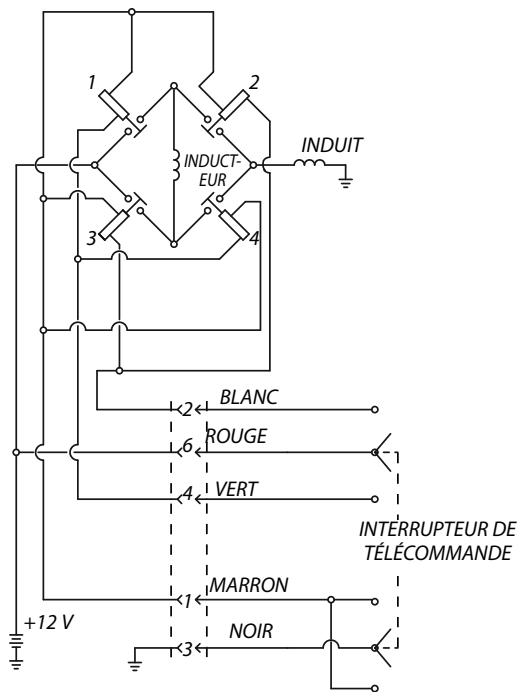 1
2
INDUIT
INDUCT-
EUR
3
4
2 BLANC
6 ROUGE
4 VERT
INTERRUPTEUR DE
TÉLÉCOMMANDE
1 MARRON
+12 V
3 NOIR